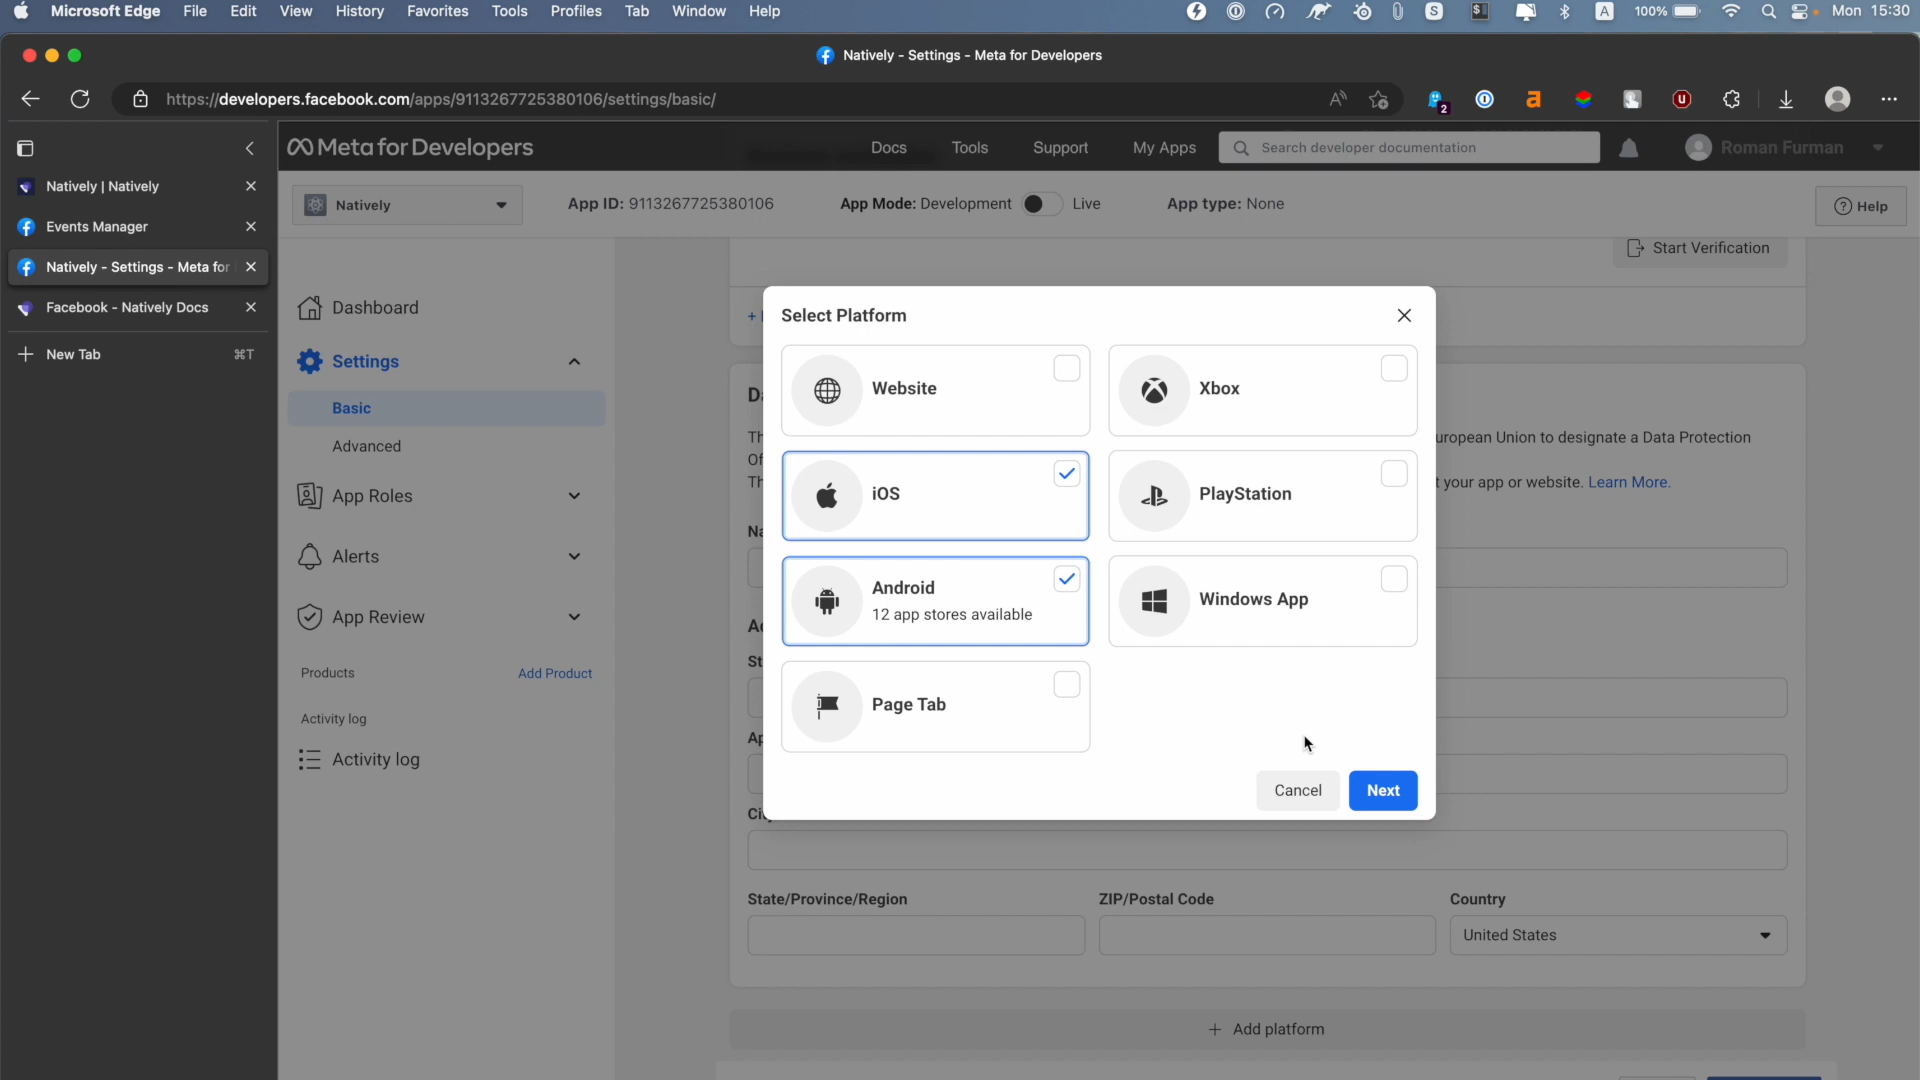 Microsoft Edge File Edit View History Favorites Tools Profiles Tab Window Help
S $ A 100% Mon 15:30
Natively - Settings - Meta for Developers
https://developers.facebook.com/apps/9113267725380106/settings/basic/
A 2 a u
Natively | Natively
Events Manager
Natively - Settings - Meta for
Facebook - Natively Docs
New Tab ⌘T
Meta for Developers
Docs Tools Support My Apps Search developer documentation Roman Furman
Natively
App ID: 9113267725380106
App Mode: Development Live
App type: None
Help
Dashboard
Settings
Basic
Advanced
App Roles
Alerts
App Review
Products Add Product
Activity log
Activity log
Start Verification
Select Platform
Website
Xbox
iOS
PlayStation
Android
12 app stores available
Windows App
Page Tab
Cancel Next
uropean Union to designate a Data Protection
t your app or website. Learn More.
State/Province/Region ZIP/Postal Code Country
United States
+ Add platform